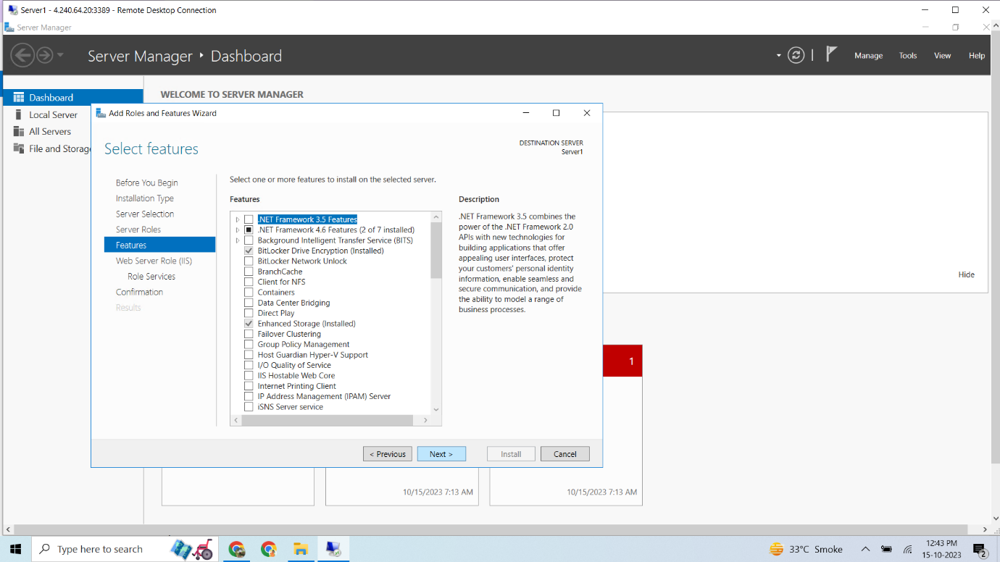 Server1 - 4.240.64.20:3389 - Remote Desktop Connection
Server Manager
Server Manager ‣ Dashboard
Manage Tools View Help
Dashboard
Local Server
All Servers
File and Storage
WELCOME TO SERVER MANAGER
Add Roles and Features Wizard
Select features
DESTINATION SERVER
Server1
Before You Begin
Installation Type
Server Selection
Server Roles
Features
Web Server Role (IIS)
Role Services
Confirmation
Results
Select one or more features to install on the selected server.
Features
.NET Framework 3.5 Features
.NET Framework 4.6 Features (2 of 7 installed)
Background Intelligent Transfer Service (BITS)
BitLocker Drive Encryption (Installed)
BitLocker Network Unlock
BranchCache
Client for NFS
Containers
Data Center Bridging
Direct Play
Enhanced Storage (Installed)
Failover Clustering
Group Policy Management
Host Guardian Hyper-V Support
I/O Quality of Service
IIS Hostable Web Core
Internet Printing Client
IP Address Management (IPAM) Server
iSNS Server service
Description
.NET Framework 3.5 combines the
power of the .NET Framework 2.0
APIs with new technologies for
building applications that offer
appealing user interfaces, protect
your customers' personal identity
information, enable seamless and
secure communication, and provide
the ability to model a range of
business processes.
Hide
1
< Previous Next > Install Cancel
10/15/2023 7:13 AM 10/15/2023 7:13 AM
Type here to search
33°C Smoke
12:43 PM
15-10-2023
2